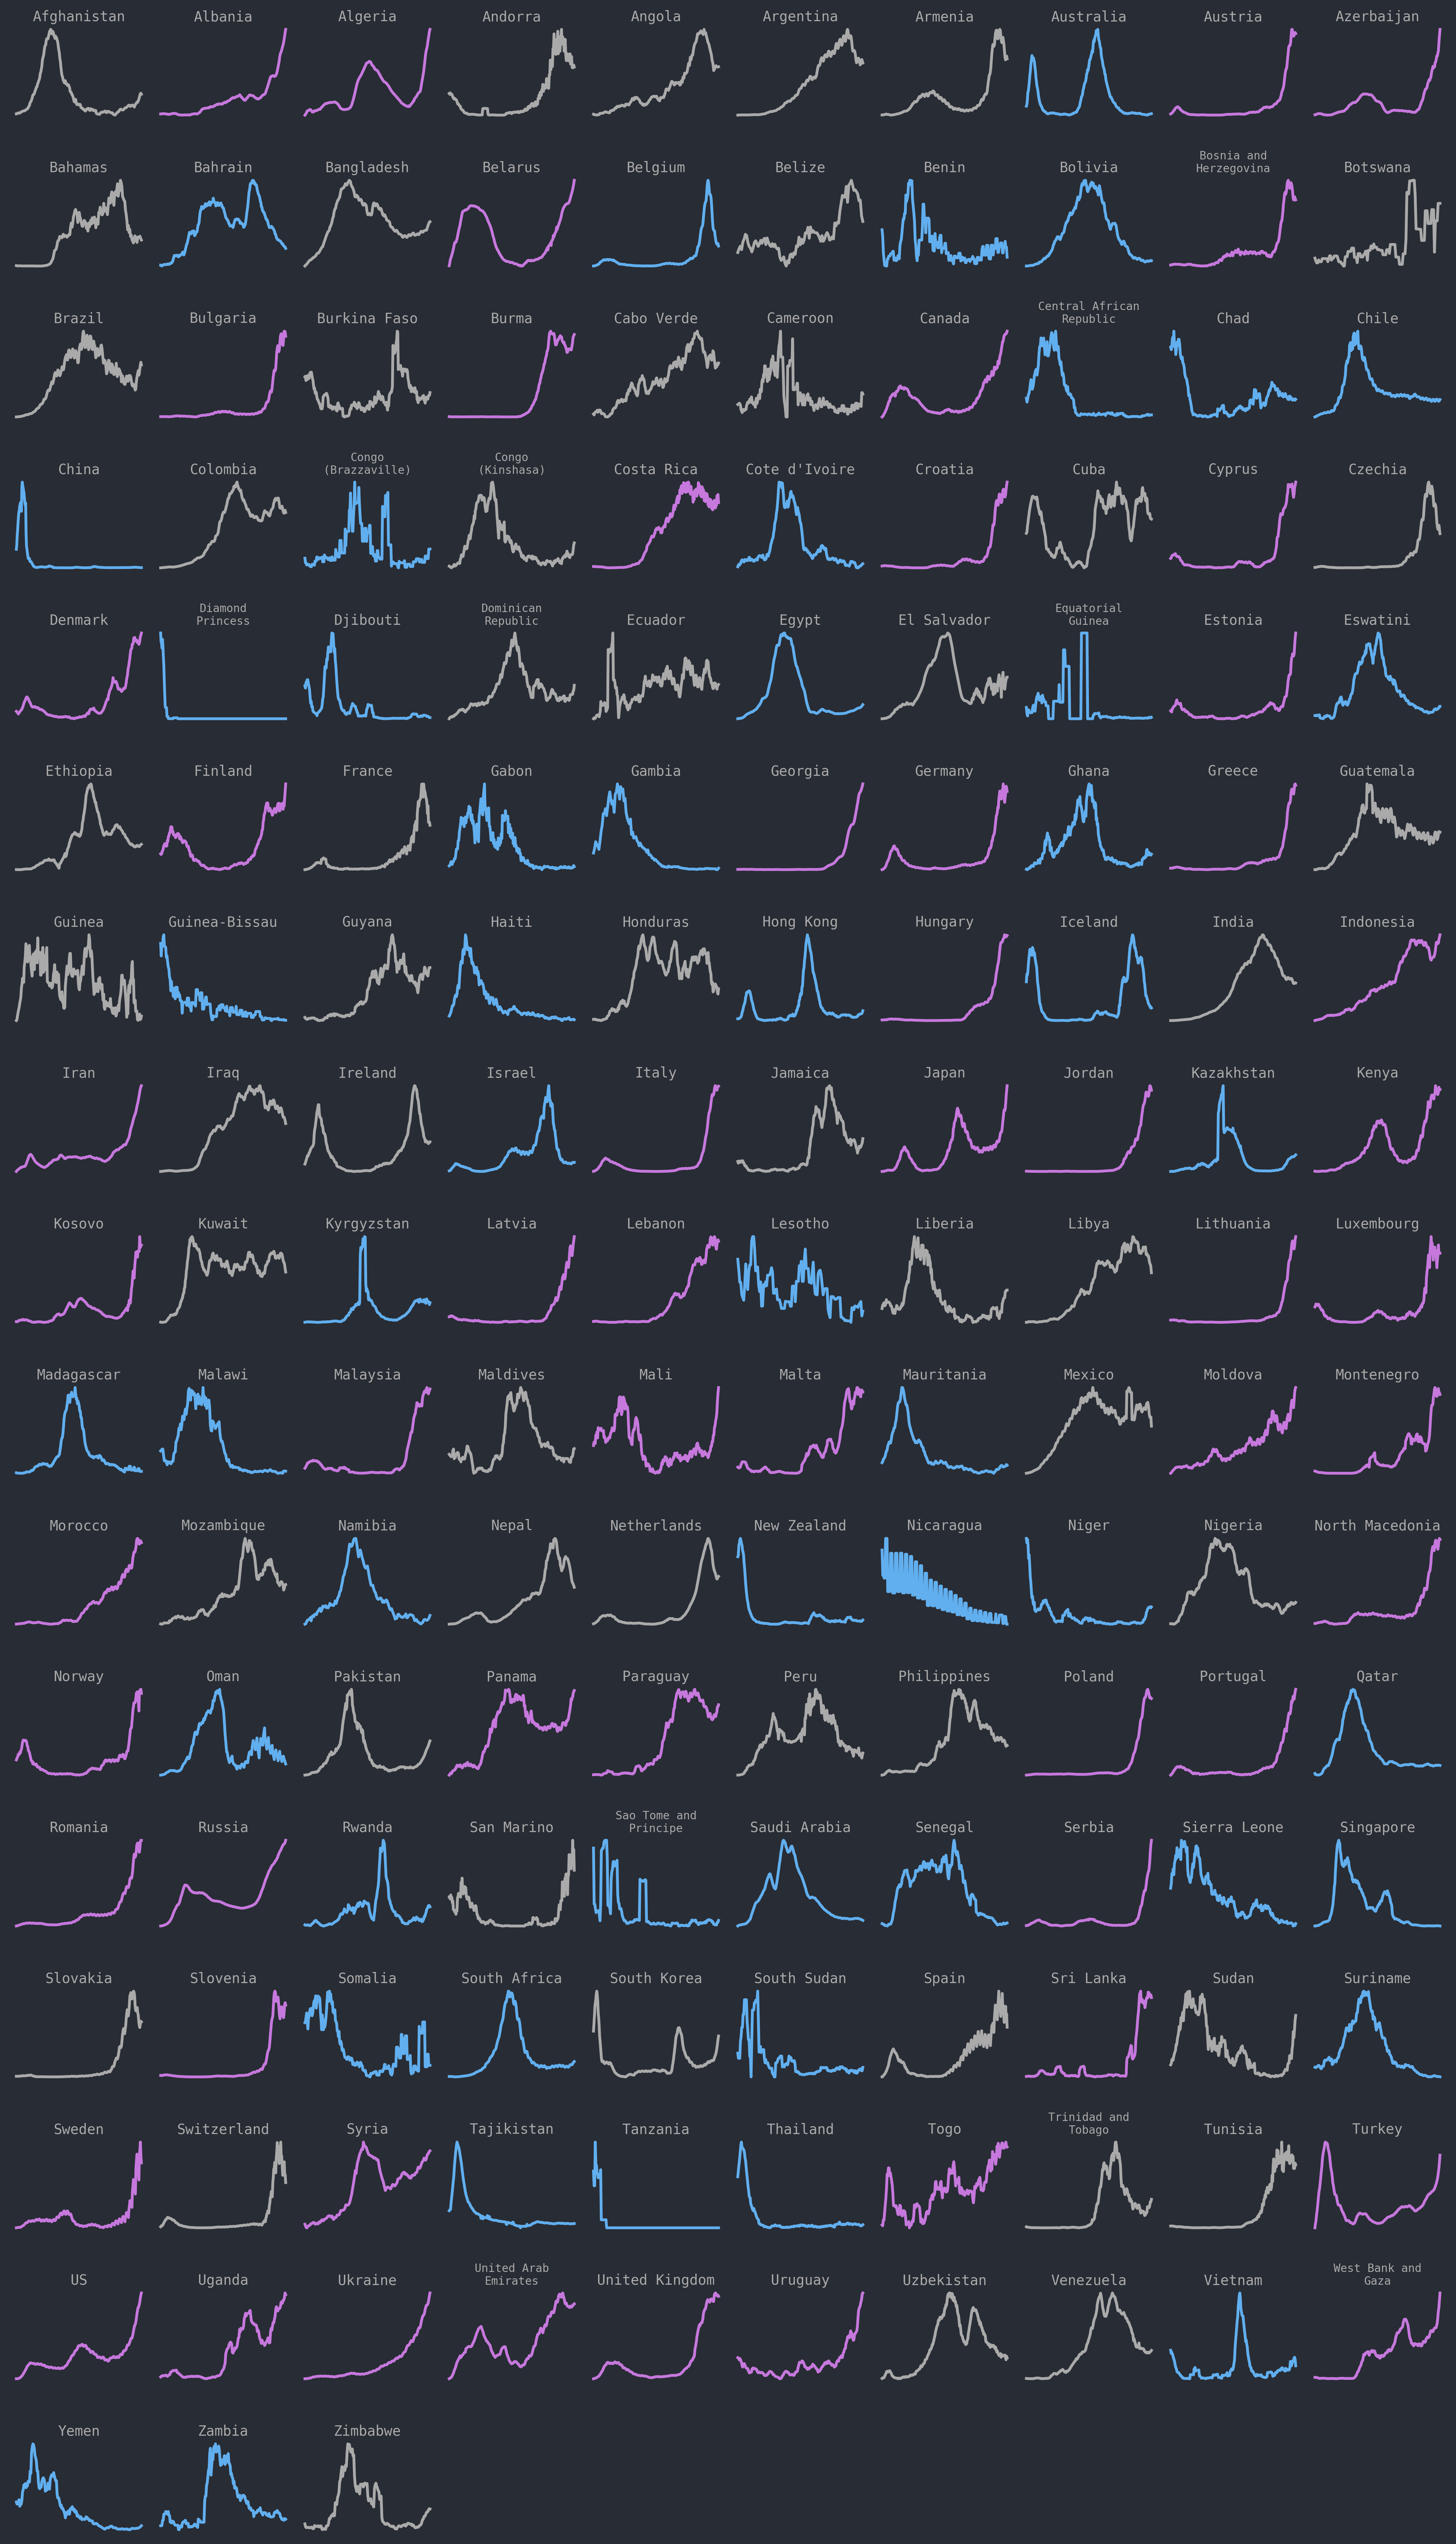 Afghanistan
Albania
Algeria
Andorra
Angola
Argentina
Armenia
Australia
Austria
Azerbaijan
Bahamas
Bahrain
Bangladesh
Belarus
Belgium
Belize
Benin
Bolivia
Bosnia and
Herzegovina
Botswana
Brazil
Bulgaria
Burkina Faso
Burma
Cabo Verde
Cameroon
Canada
Central African
Republic
Chad
Chile
China
Colombia
Congo
(Brazzaville)
Congo
(Kinshasa)
Costa Rica
Cote d'Ivoire
Croatia
Cuba
Cyprus
Czechia
Denmark
Diamond
Princess
Djibouti
Dominican
Republic
Ecuador
Egypt
El Salvador
Equatorial
Guinea
Estonia
Eswatini
Ethiopia
Finland
France
Gabon
Gambia
Georgia
Germany
Ghana
Greece
Guatemala
Guinea
Guinea-Bissau
Guyana
Haiti
Honduras
Hong Kong
Hungary
Iceland
India
Indonesia
Iran
Iraq
Ireland
Israel
Italy
Jamaica
Japan
Jordan
Kazakhstan
Kenya
Kosovo
Kuwait
Kyrgyzstan
Latvia
Lebanon
Lesotho
Liberia
Libya
Lithuania
Luxembourg
Madagascar
Malawi
Malaysia
Maldives
Mali
Malta
Mauritania
Mexico
Moldova
Montenegro
Morocco
Mozambique
Namibia
Nepal
Netherlands
New Zealand
Nicaragua
Niger
Nigeria
North Macedonia
Norway
Oman
Pakistan
Panama
Paraguay
Peru
Philippines
Poland
Portugal
Qatar
Romania
Russia
Rwanda
San Marino
Sao Tome and
Principe
Saudi Arabia
Senegal
Serbia
Sierra Leone
Singapore
Slovakia
Slovenia
Somalia
South Africa
South Korea
South Sudan
Spain
Sri Lanka
Sudan
Suriname
Sweden
Switzerland
Syria
Tajikistan
Tanzania
Thailand
Togo
Trinidad and
Tobago
Tunisia
Turkey
US
Uganda
Ukraine
United Arab
Emirates
United Kingdom
Uruguay
Uzbekistan
Venezuela
Vietnam
West Bank and
Gaza
Yemen
Zambia
Zimbabwe